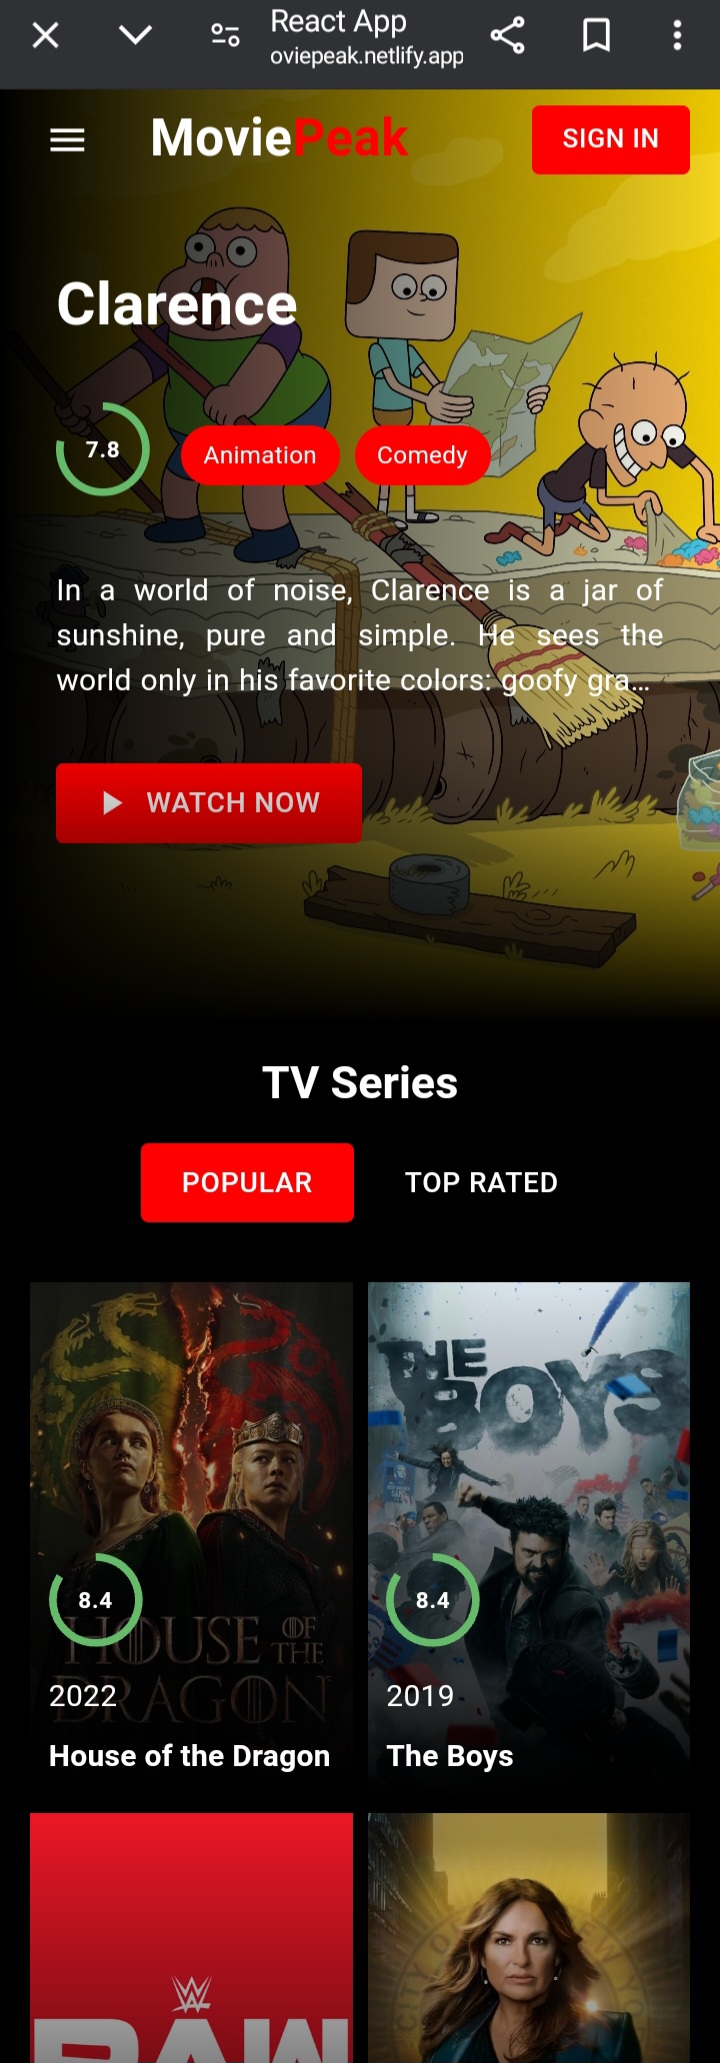 React App
oviepeak.netlify.app
MoviePeak
SIGN IN
Clarence
7.8
Animation
Comedy
In a world of noise, Clarence is a jar of
sunshine, pure and simple. He sees the
world only in his favorite colors: goofy gra...
WATCH NOW
TV Series
POPULAR
TOP RATED
HOUSE OF THE
DRAGON
8.4
2022
House of the Dragon
THE
BOYS
8.4
2019
The Boys
W
RAW
CITY O
EW